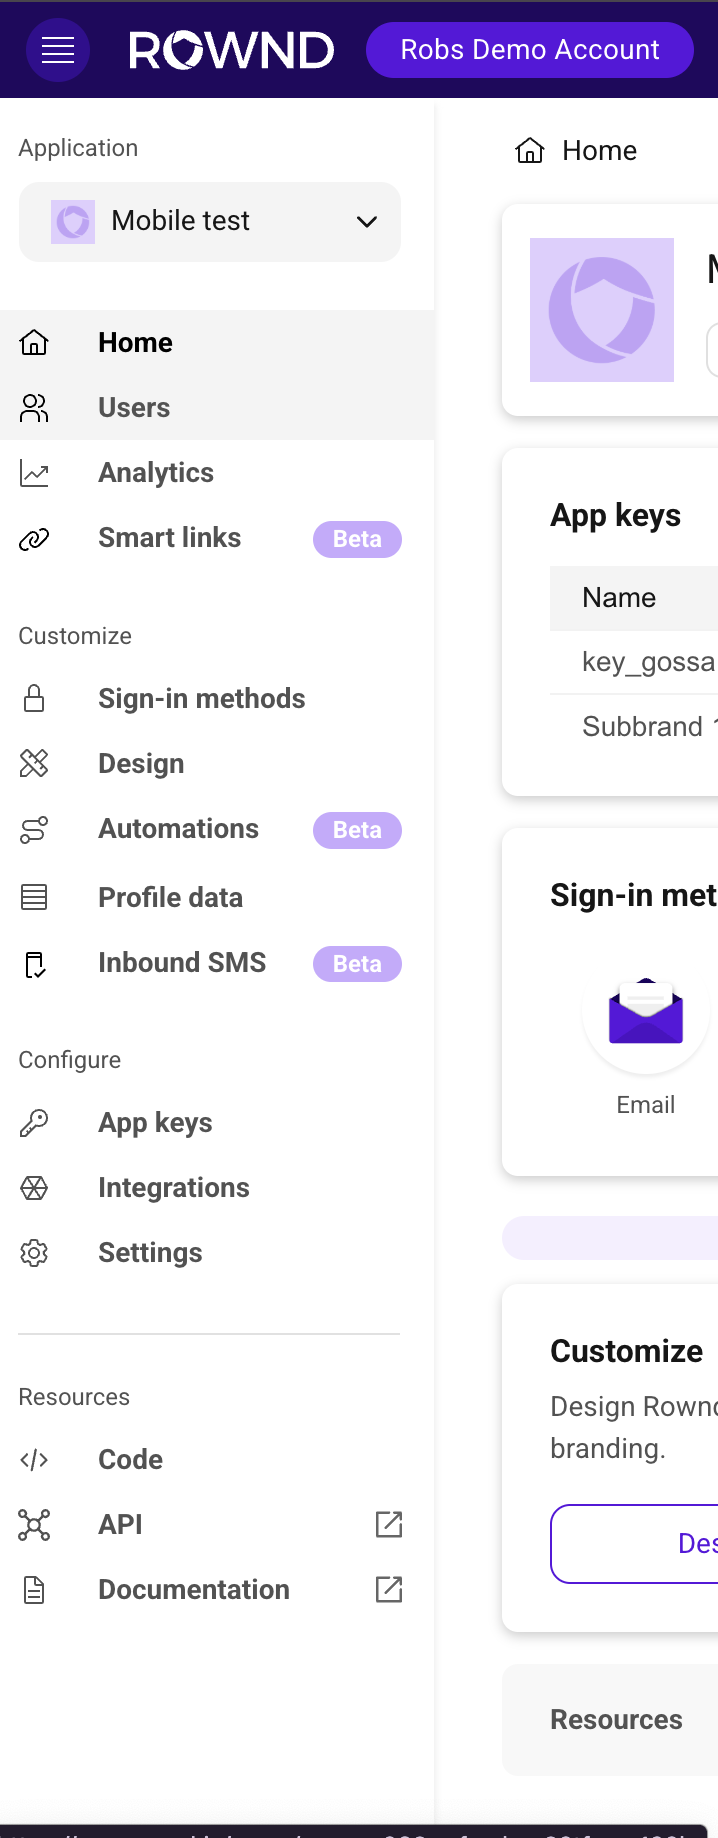 ROWND
Robs Demo Account
Application
Mobile test
Home
Users
Analytics
Smart links Beta
Customize
Sign-in methods
Design
Automations Beta
Profile data
Inbound SMS Beta
Configure
App keys
Integrations
Settings
Resources
Code
API
Documentation
Home
App keys
Name
key_gossa
Subbrand
Sign-in met
Email
Customize
Design Rownd
branding.
Des
Resources